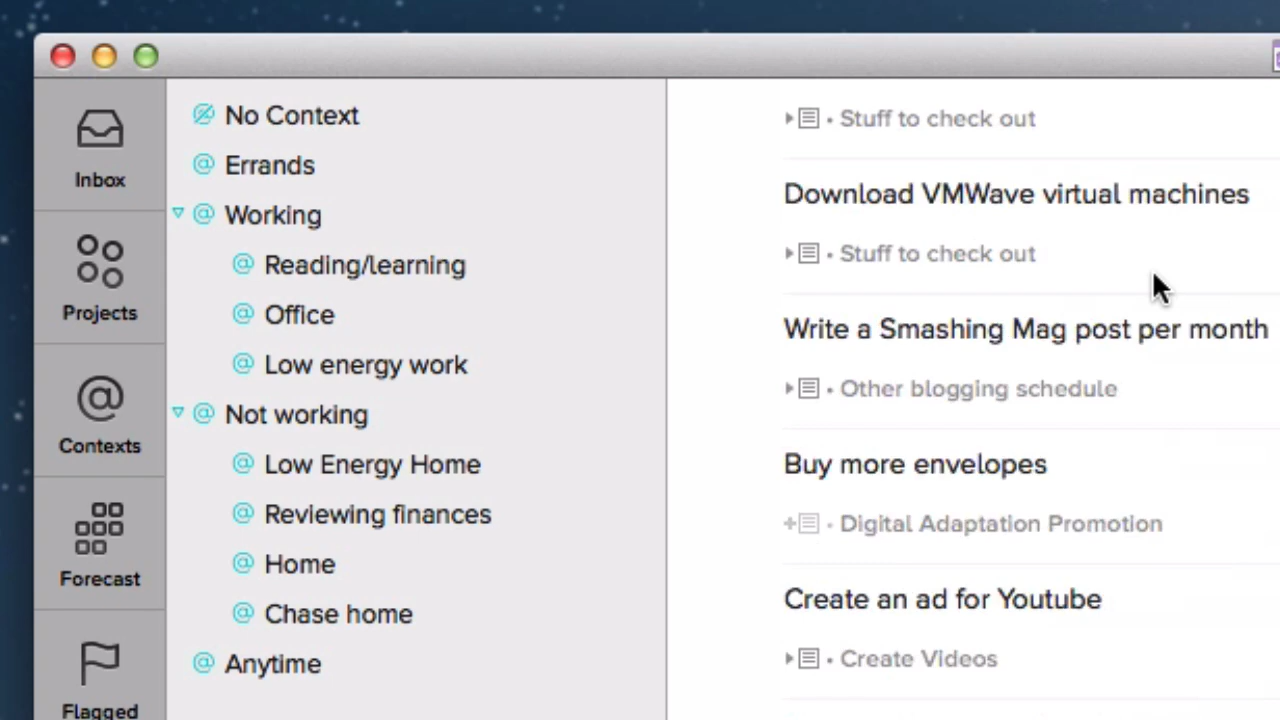 Inbox
Projects
Contexts
Forecast
Flagged
No Context
Errands
Working
Reading/learning
Office
Low energy work
Not working
Low Energy Home
Reviewing finances
Home
Chase home
Anytime
Stuff to check out
Download VMWave virtual machines
Stuff to check out
Write a Smashing Mag post per month
Other blogging schedule
Buy more envelopes
Digital Adaptation Promotion
Create an ad for Youtube
Create Videos